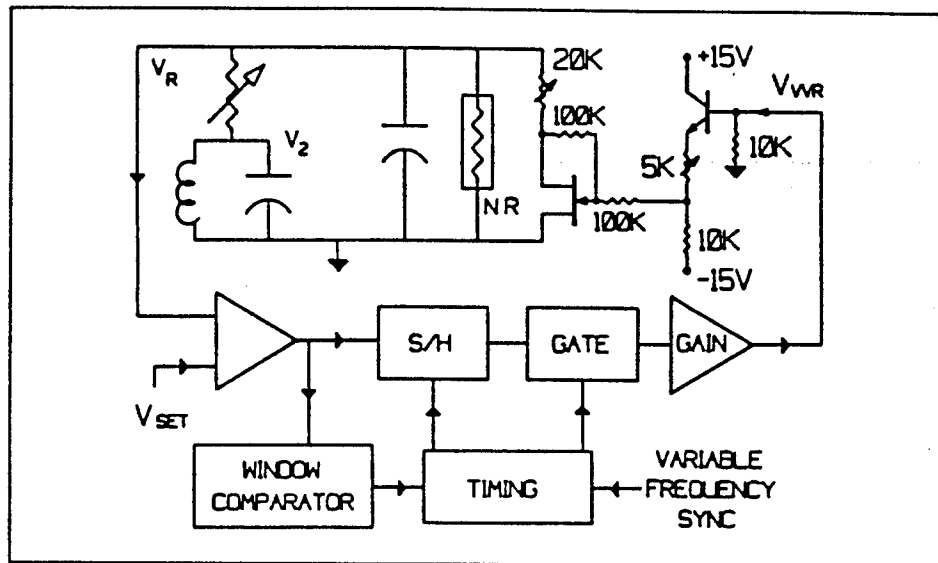 V_R
20K
+15V
V_VVR
100K
V_2
5K
10K
NR
100K
10K
-15V
S/H
GATE
GAIN
V_SET
WINDOW
COMPARATOR
TIMING
VARIABLE
FREQUENCY
SYNC